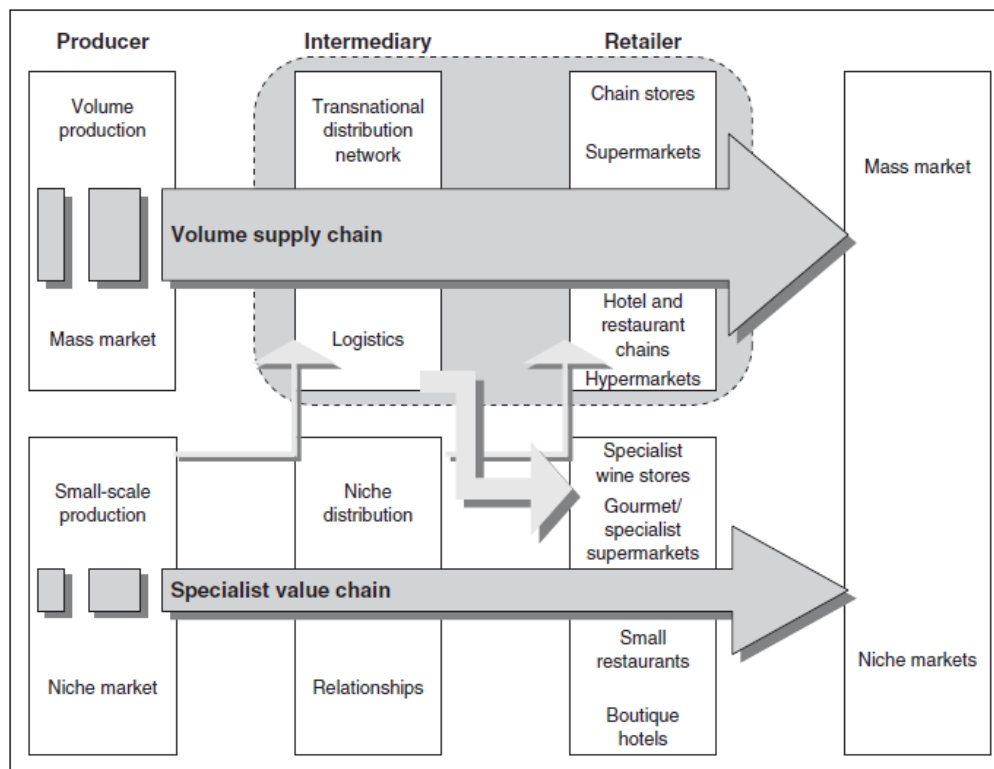 Producer
Intermediary
Retailer
Volume
production
Transnational
distribution
network
Chain stores
Supermarkets
Mass market
Volume supply chain
Mass market
Logistics
Hotel and
restaurant
chains
Hypermarkets
Small-scale
production
Niche
distribution
Specialist
wine stores
Gourmet/
specialist
supermarkets
Specialist value chain
Niche market
Relationships
Small
restaurants
Boutique
hotels
Niche markets